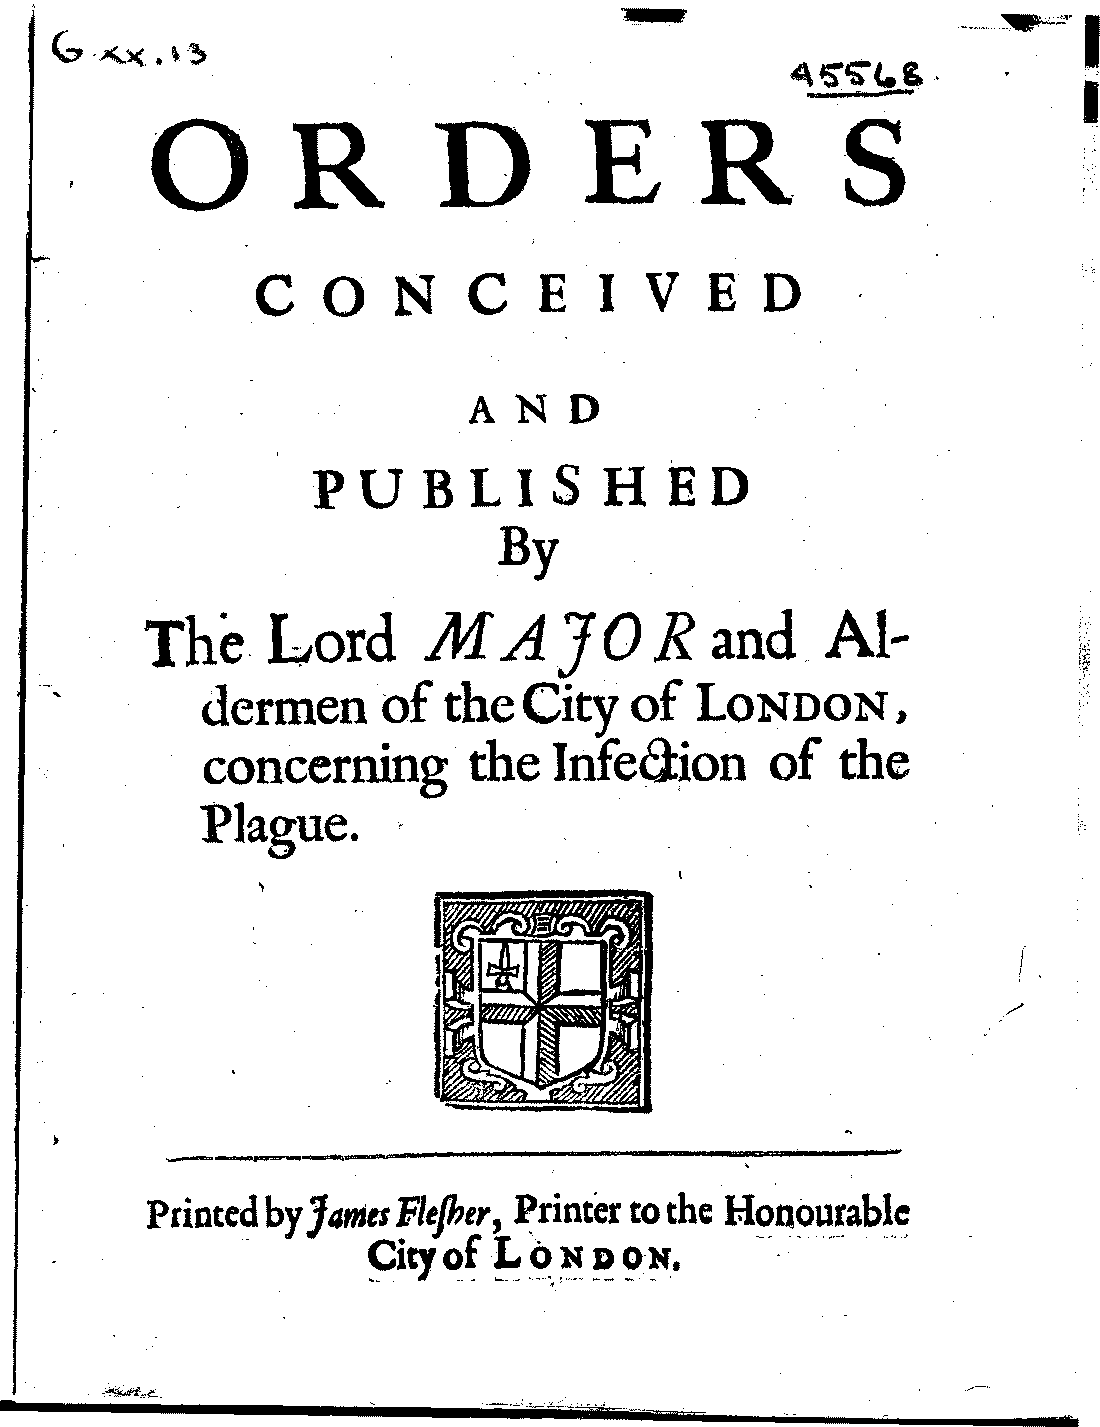 G.xx.13
45568
ORDERS
CONCEIVED
AND
PUBLISHED
By
The Lord MAJOR and Al-
dermen of the City of LONDON,
concerning the Infection of the
Plague.
Printed by James Fleſher, Printer to the Honourable
City of LONDON.